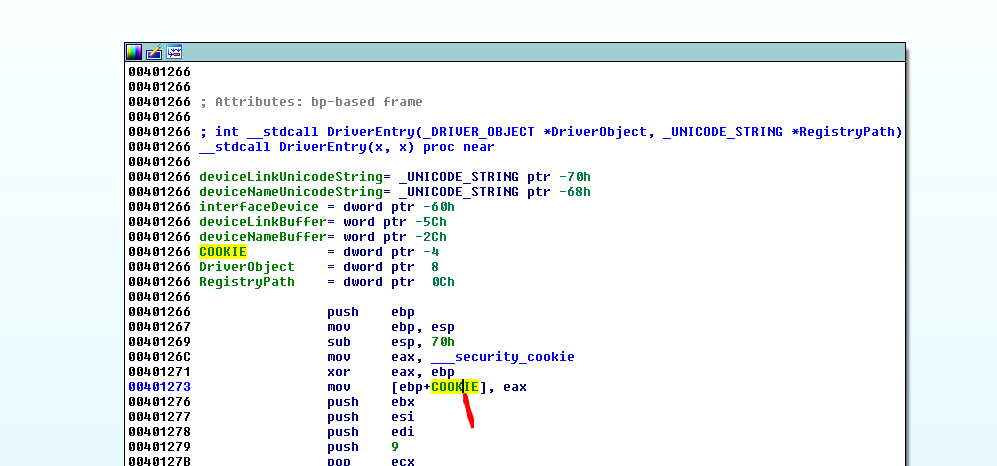 00401266
00401266
00401266 ; Attributes: bp-based frame
00401266
00401266 ; int __stdcall DriverEntry(_DRIVER_OBJECT *DriverObject, _UNICODE_STRING *RegistryPath)
00401266 __stdcall DriverEntry(x, x) proc near
00401266
00401266 deviceLinkUnicodeString= _UNICODE_STRING ptr -70h
00401266 deviceNameUnicodeString= _UNICODE_STRING ptr -68h
00401266 interfaceDevice = dword ptr -60h
00401266 deviceLinkBuffer= word ptr -5Ch
00401266 deviceNameBuffer= word ptr -2Ch
00401266 COOKIE = dword ptr -4
00401266 DriverObject = dword ptr 8
00401266 RegistryPath = dword ptr 0Ch
00401266
00401266 push ebp
00401267 mov ebp, esp
00401269 sub esp, 70h
0040126C mov eax, ___security_cookie
00401271 xor eax, ebp
00401273 mov [ebp+COOKIE], eax
00401276 push ebx
00401277 push esi
00401278 push edi
00401279 push 9
0040127B pop ecx